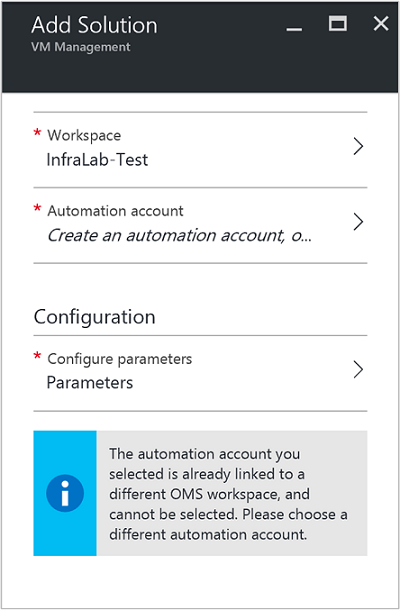 Add Solution
VM Management
* Workspace
InfraLab-Test
* Automation account
Create an automation account, o...
Configuration
* Configure parameters
Parameters
The automation account you
selected is already linked to a
different OMS workspace, and
cannot be selected. Please choose a
different automation account.